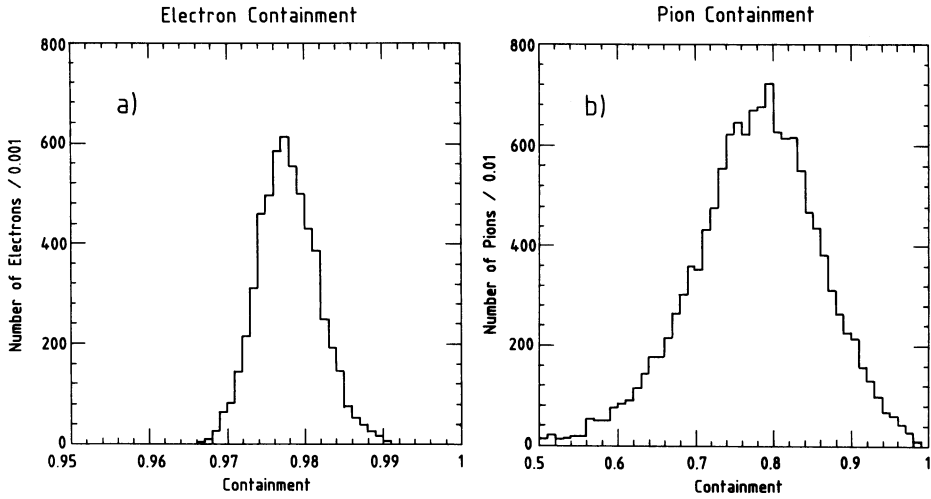 Electron Containment
800
600
400
200
0
Number of Electrons / 0.001
a)
0.95 0.96 0.97 0.98 0.99 1
Containment
Pion Containment
800
600
400
200
0
Number of Pions / 0.01
b)
0.5 0.6 0.7 0.8 0.9 1
Containment